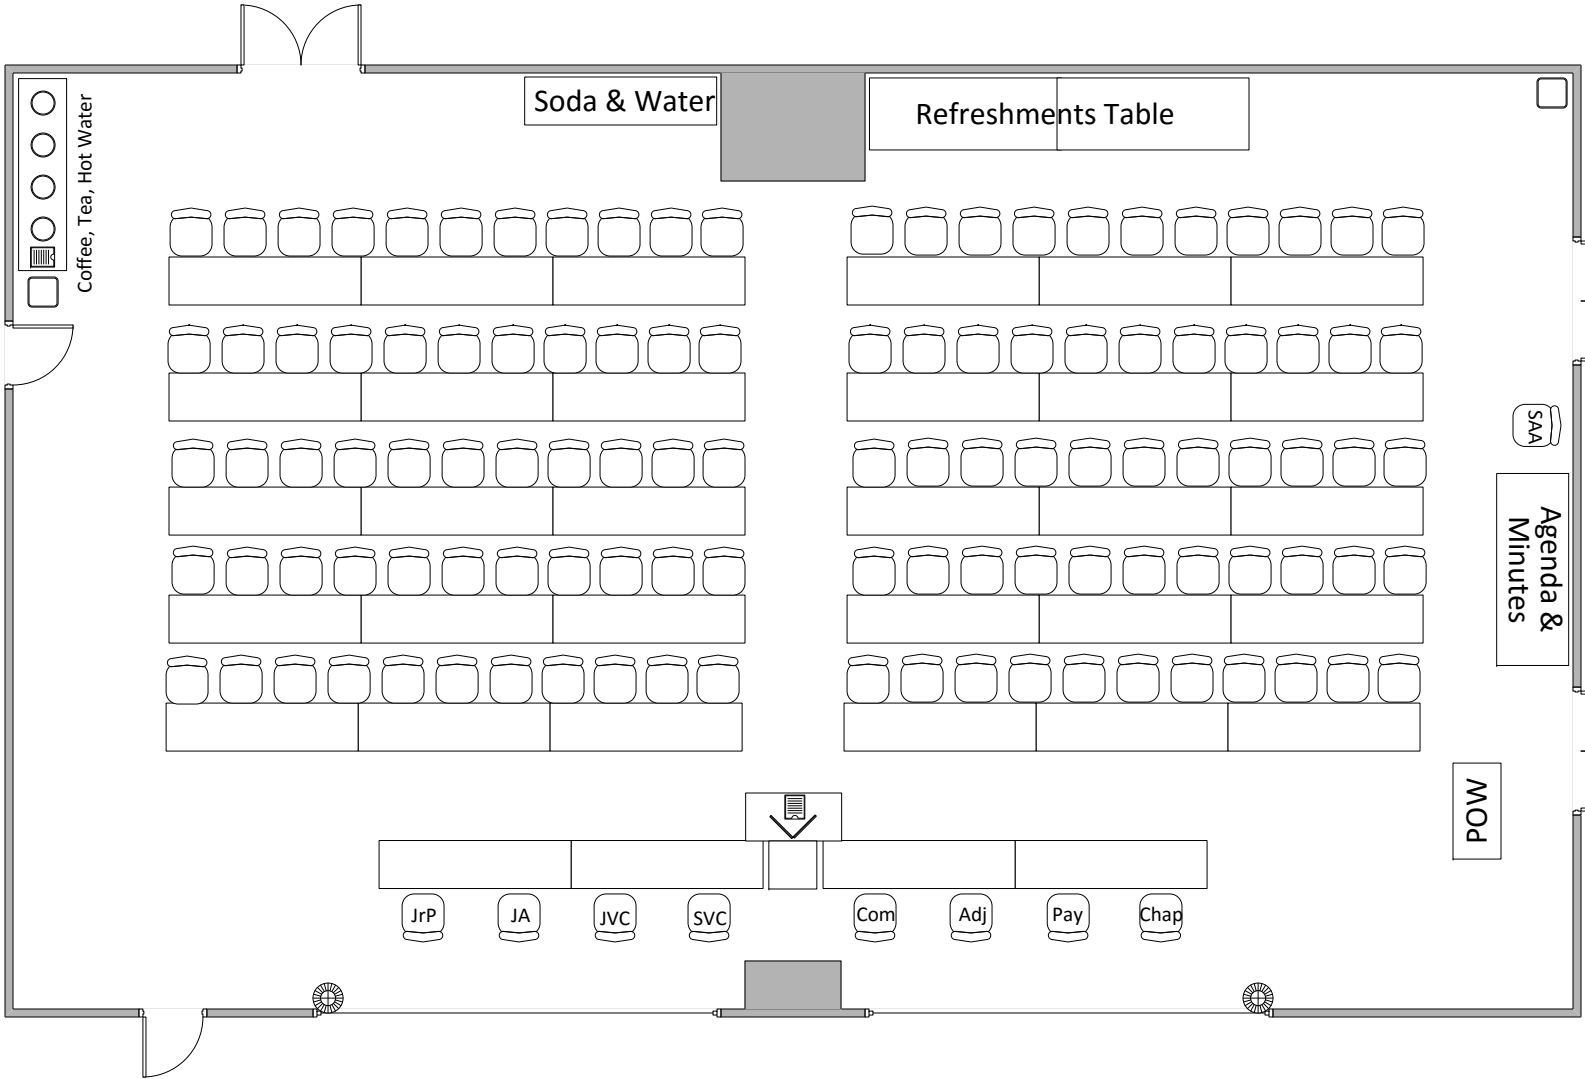 Soda & Water
Refreshments Table
Coffee, Tea, Hot Water
SAA
Agenda &
Minutes
POW
JrP
JA
JVC
SVC
Com
Adj
Pay
Chap